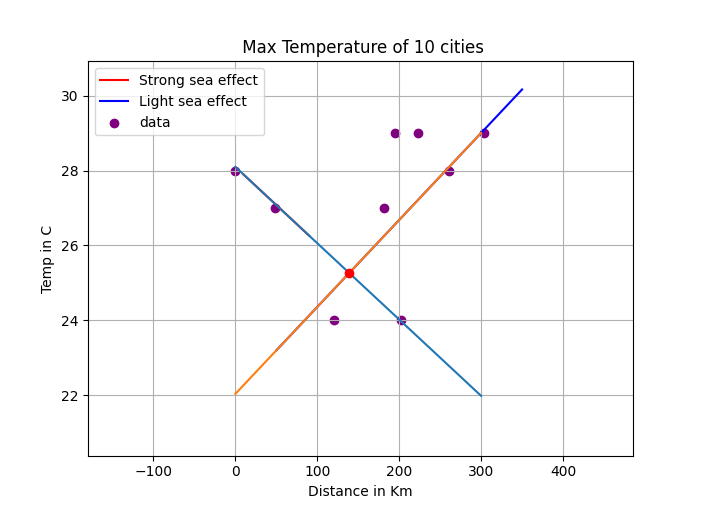 Max Temperature of 10 cities
Strong sea effect
Light sea effect
data
30
28
26
24
22
Temp in C
−100
0
100
200
300
400
Distance in Km